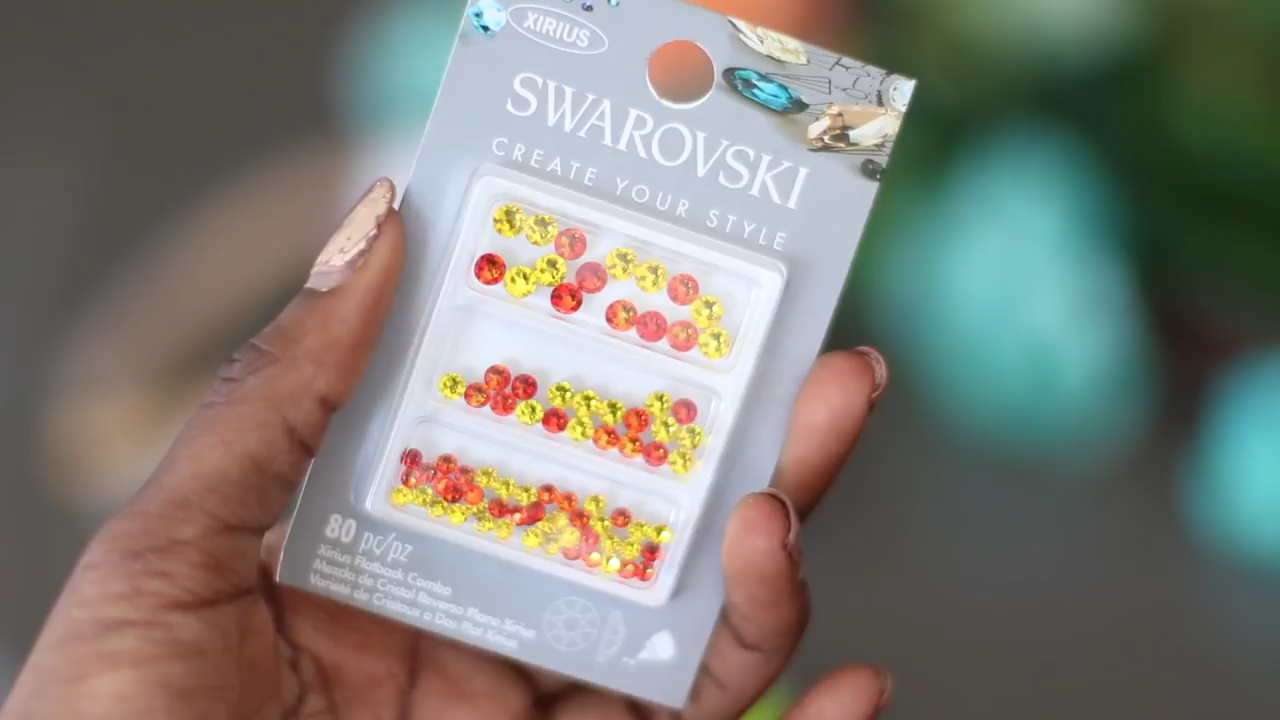 XIRIUS
SWAROVSKI
CREATE YOUR STYLE
80 pc/pz
Xirius Flatback Combo
Mezcla de Cristal Reverso Plano Xirius
Varieté de Cristaux a Dos Plat Xirius